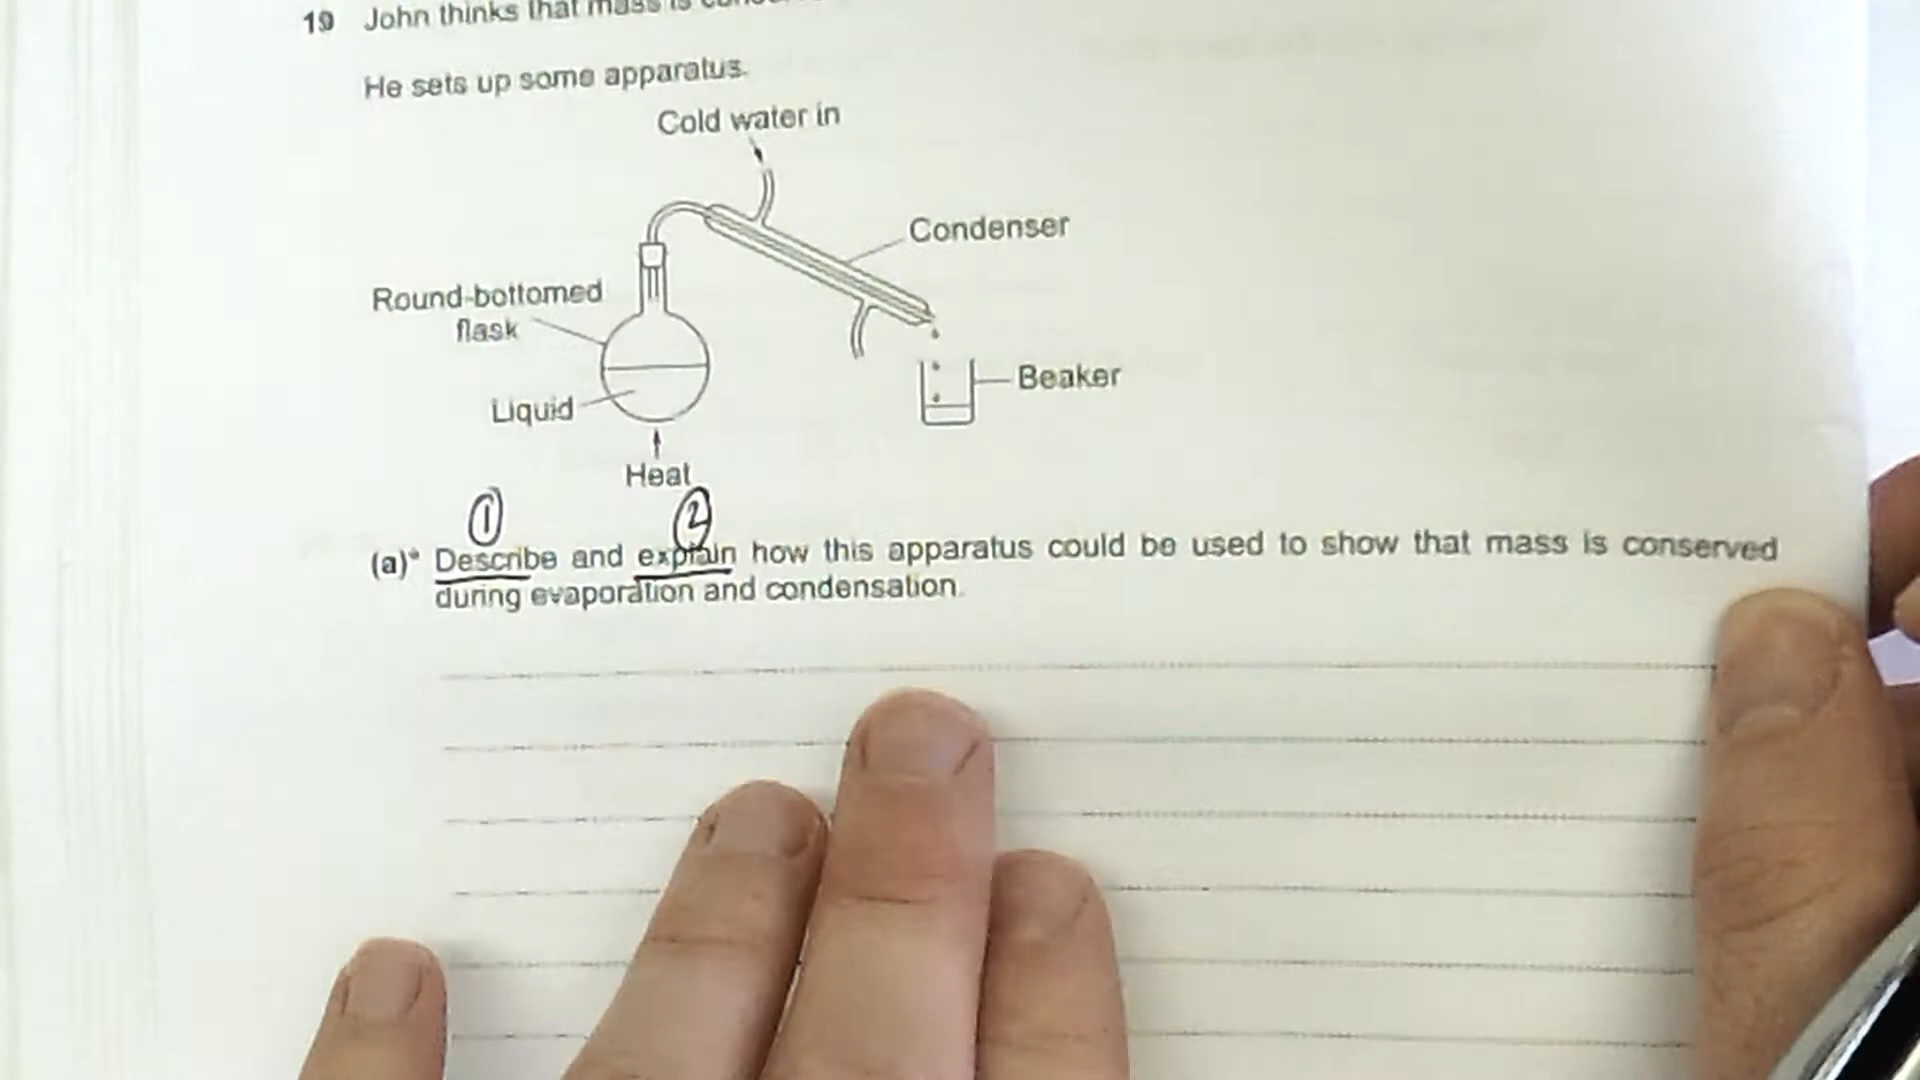 19 John thinks that mass is
He sets up some apparatus.
Cold water in
Condenser
Round-bottomed
flask
Beaker
Liquid
Heat
1 2
(a)* Describe and explain how this apparatus could be used to show that mass is conserved
during evaporation and condensation.